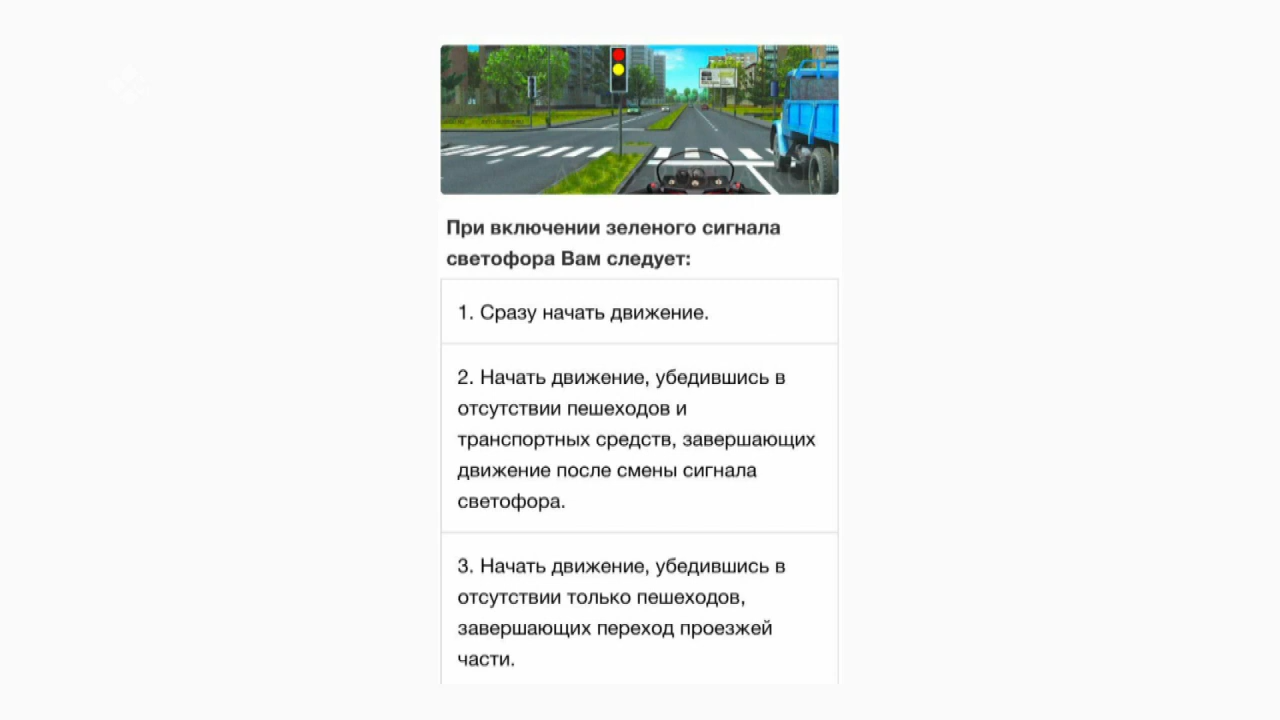 При включении зеленого сигнала
светофора Вам следует:
1. Сразу начать движение.
2. Начать движение, убедившись в
отсутствии пешеходов и
транспортных средств, завершающих
движение после смены сигнала
светофора.
3. Начать движение, убедившись в
отсутствии только пешеходов,
завершающих переход проезжей
части.